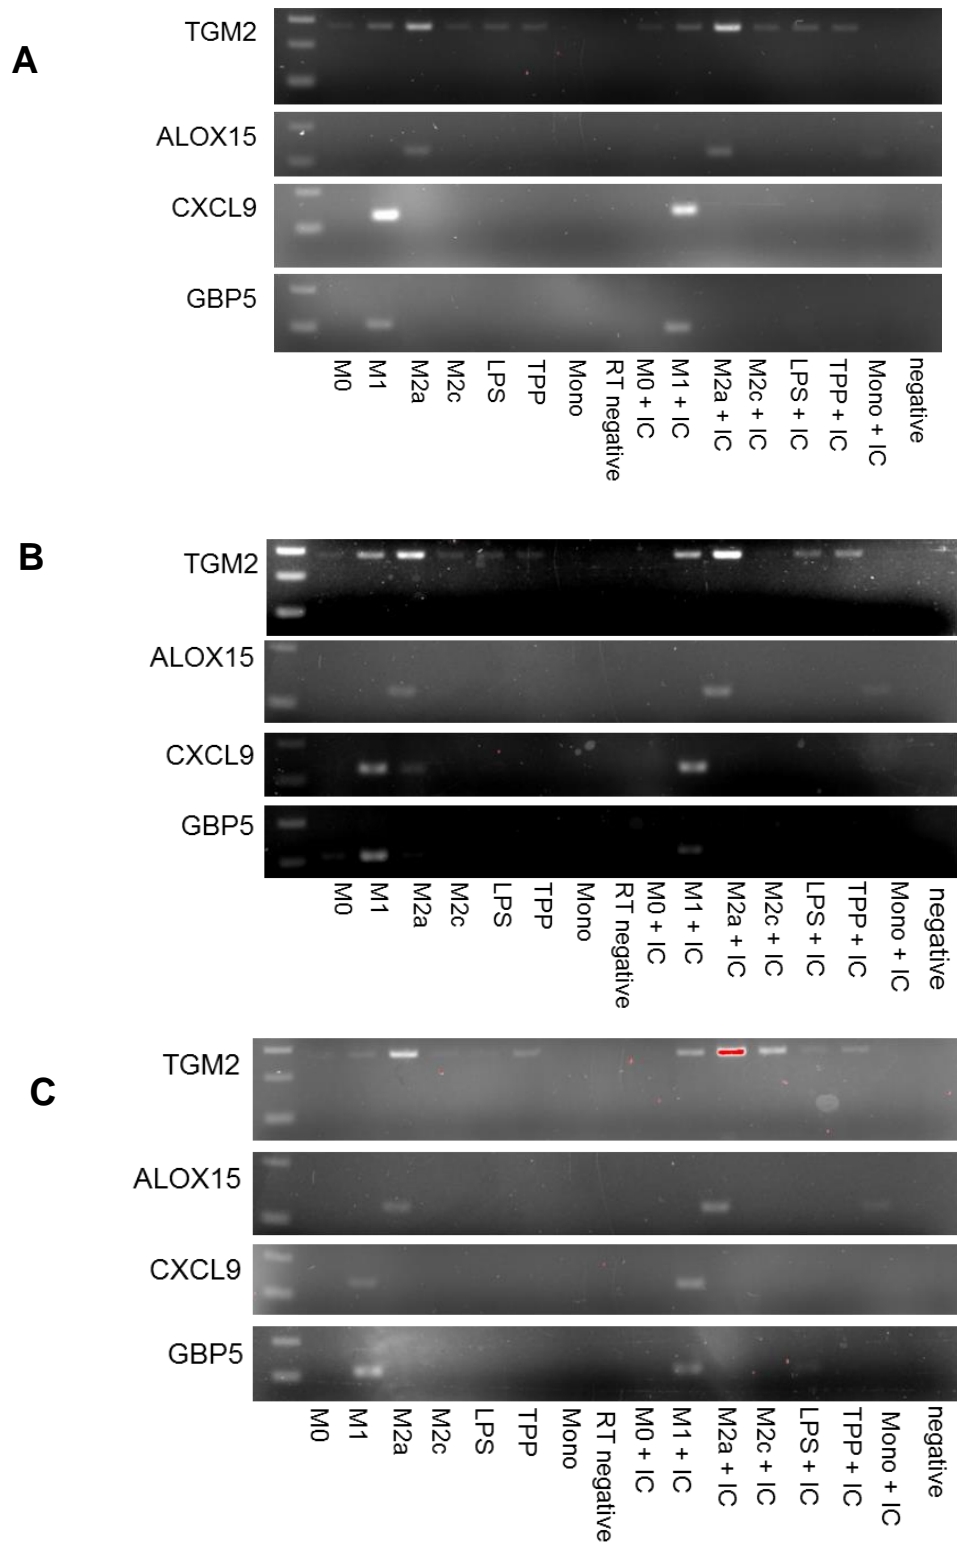 A
TGM2
ALOX15
CXCL9
GBP5
M0
M1
M2a
M2c
LPS
TPP
Mono
RT negative
M0 + IC
M1 + IC
M2a + IC
M2c + IC
LPS + IC
TPP + IC
Mono + IC
negative
B
TGM2
ALOX15
CXCL9
GBP5
M0
M1
M2a
M2c
LPS
TPP
Mono
RT negative
M0 + IC
M1 + IC
M2a + IC
M2c + IC
LPS + IC
TPP + IC
Mono + IC
negative
C
TGM2
ALOX15
CXCL9
GBP5
M0
M1
M2a
M2c
LPS
TPP
Mono
RT negative
M0 + IC
M1 + IC
M2a + IC
M2c + IC
LPS + IC
TPP + IC
Mono + IC
negative